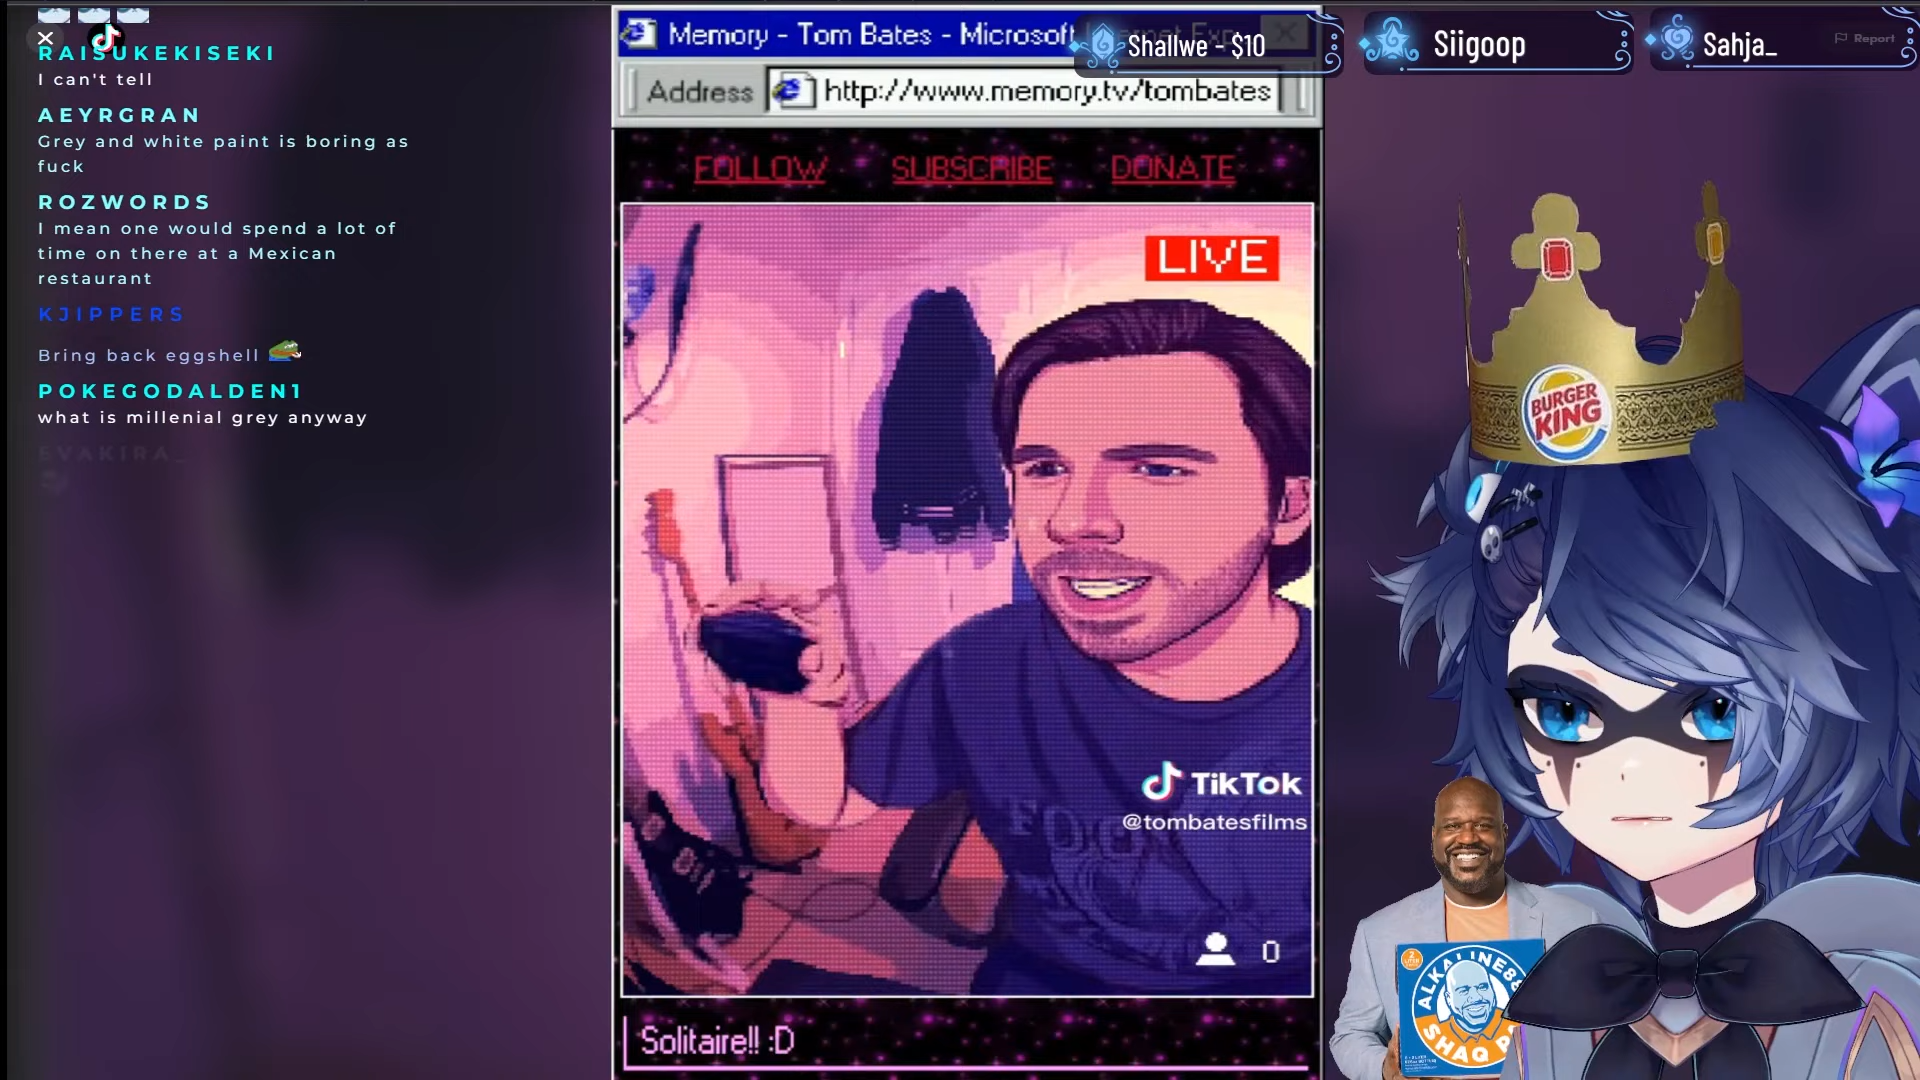 RAISUKEKISEKI
I can't tell
AEYRGRAN
Grey and white paint is boring as
fuck
ROZWORDS
I mean one would spend a lot of
time on there at a Mexican
restaurant
KJIPPERS
Bring back eggshell
POKEGODALDEN1
what is millenial grey anyway
EVAKIRA_
Memory - Tom Bates - Microsoft Internet Exp
Shallwe - $10
Siigoop
Sahja_
Report
Address
http://www.memory.tv/tombates
FOLLOW
SUBSCRIBE
DONATE
LIVE
BURGER
KING
TikTok
@tombatesfilms
0
ALKALINE88
SHAQ P
Solitaire!! :D